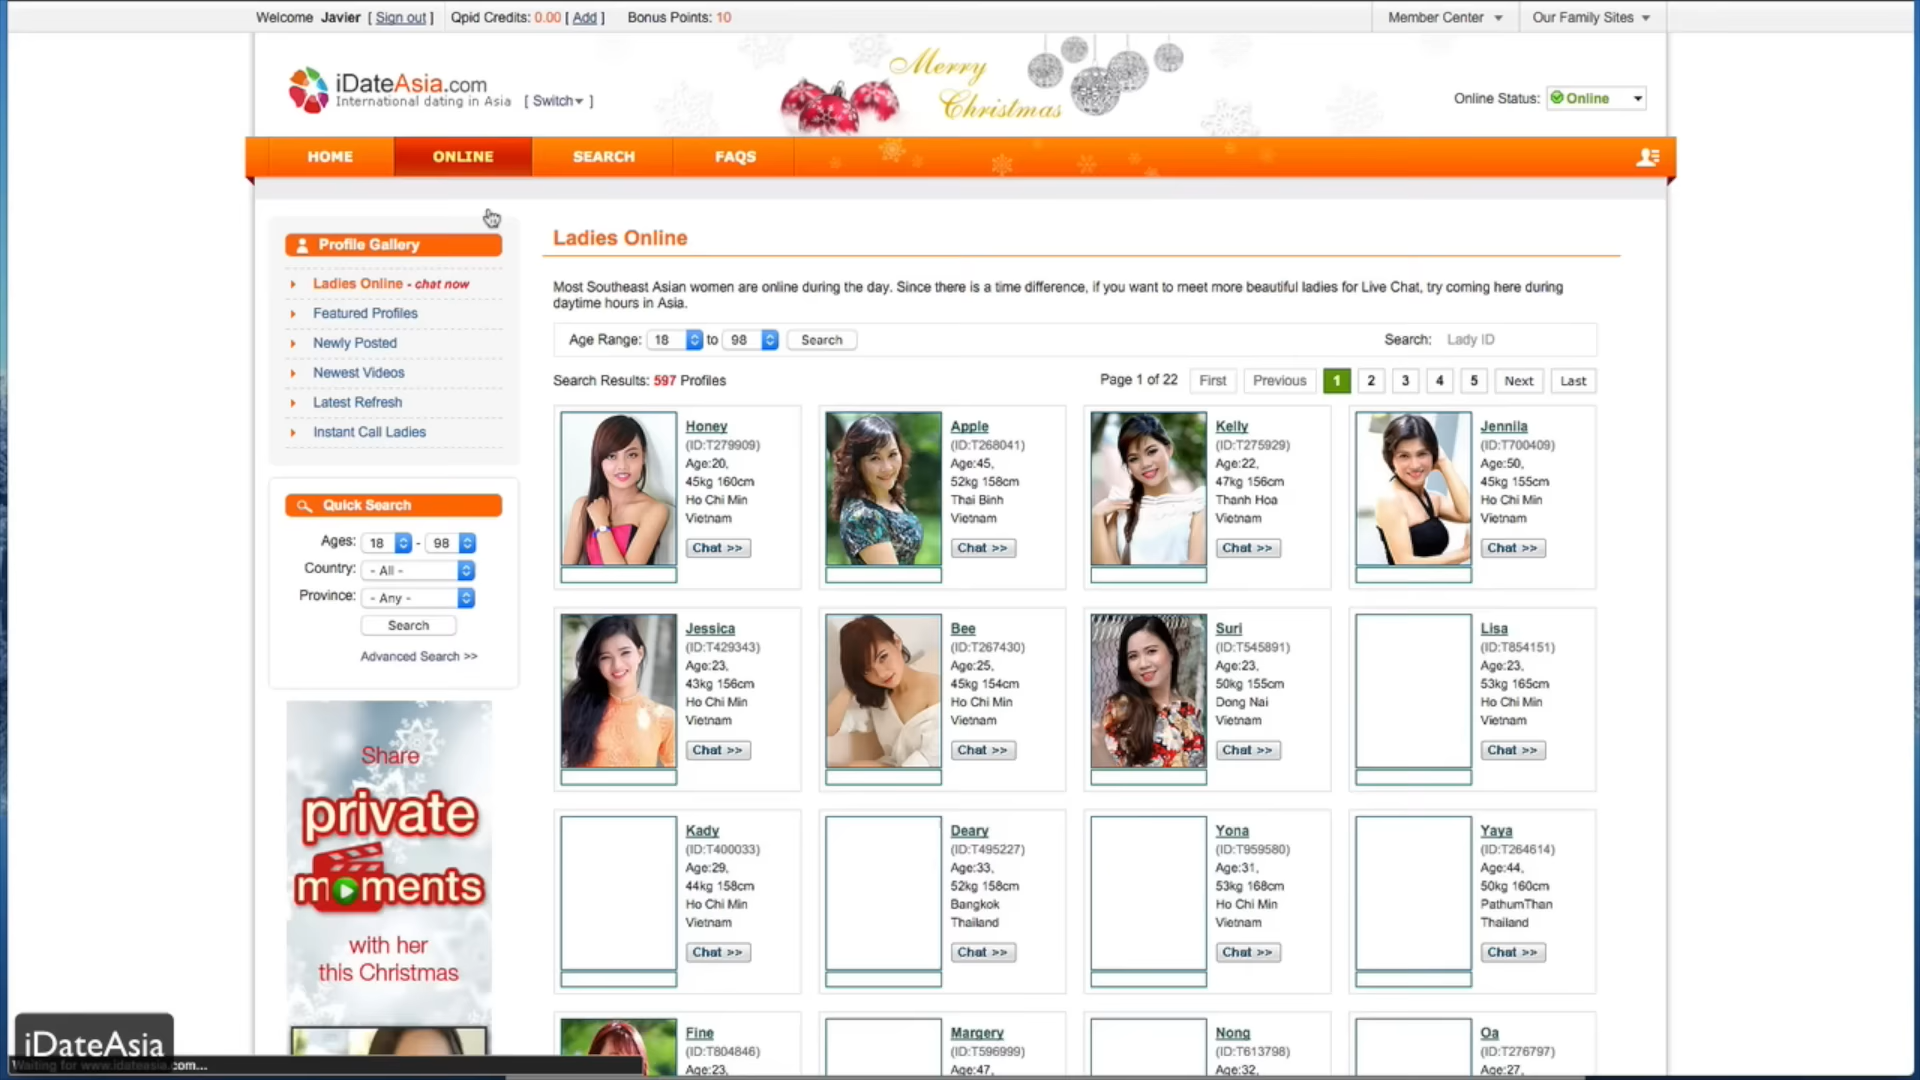 Welcome Javier [ Sign out ] Qpid Credits: 0.00 [ Add ] Bonus Points: 10
Member Center Our Family Sites
iDateAsia.com
International dating in Asia [ Switch ]
Merry
Christmas
Online Status: Online
HOME ONLINE SEARCH FAQS
Profile Gallery
Ladies Online - chat now
Featured Profiles
Newly Posted
Newest Videos
Latest Refresh
Instant Call Ladies
Quick Search
Ages: 18 - 98
Country: - All -
Province: - Any -
Search
Advanced Search >>
Share
private
moments
with her
this Christmas
Ladies Online
Most Southeast Asian women are online during the day. Since there is a time difference, if you want to meet more beautiful ladies for Live Chat, try coming here during
daytime hours in Asia.
Age Range: 18 to 98 Search Search: Lady ID
Search Results: 597 Profiles Page 1 of 22 First Previous 1 2 3 4 5 Next Last
Honey
(ID:T279909)
Age:20,
45kg 160cm
Ho Chi Min
Vietnam
Chat >>
Apple
(ID:T268041)
Age:45,
52kg 158cm
Thai Binh
Vietnam
Chat >>
Kelly
(ID:T275929)
Age:22,
47kg 156cm
Thanh Hoa
Vietnam
Chat >>
Jennila
(ID:T700409)
Age:50,
45kg 155cm
Ho Chi Min
Vietnam
Chat >>
Jessica
(ID:T429343)
Age:23,
43kg 156cm
Ho Chi Min
Vietnam
Chat >>
Bee
(ID:T267430)
Age:25,
45kg 154cm
Ho Chi Min
Vietnam
Chat >>
Suri
(ID:T545891)
Age:23,
50kg 155cm
Dong Nai
Vietnam
Chat >>
Lisa
(ID:T854151)
Age:23,
53kg 165cm
Ho Chi Min
Vietnam
Chat >>
Kady
(ID:T400033)
Age:29,
44kg 158cm
Ho Chi Min
Vietnam
Chat >>
Deary
(ID:T495227)
Age:33,
52kg 158cm
Bangkok
Thailand
Chat >>
Yona
(ID:T959580)
Age:31,
53kg 168cm
Ho Chi Min
Vietnam
Chat >>
Yaya
(ID:T264614)
Age:44,
50kg 160cm
PathumThan
Thailand
Chat >>
Fine
(ID:T804846)
Age:23,
Margery
(ID:T596999)
Age:47,
Nong
(ID:T613798)
Age:32,
Oa
(ID:T276797)
Age:27,
iDateAsia
Waiting for www.idateasia.com...